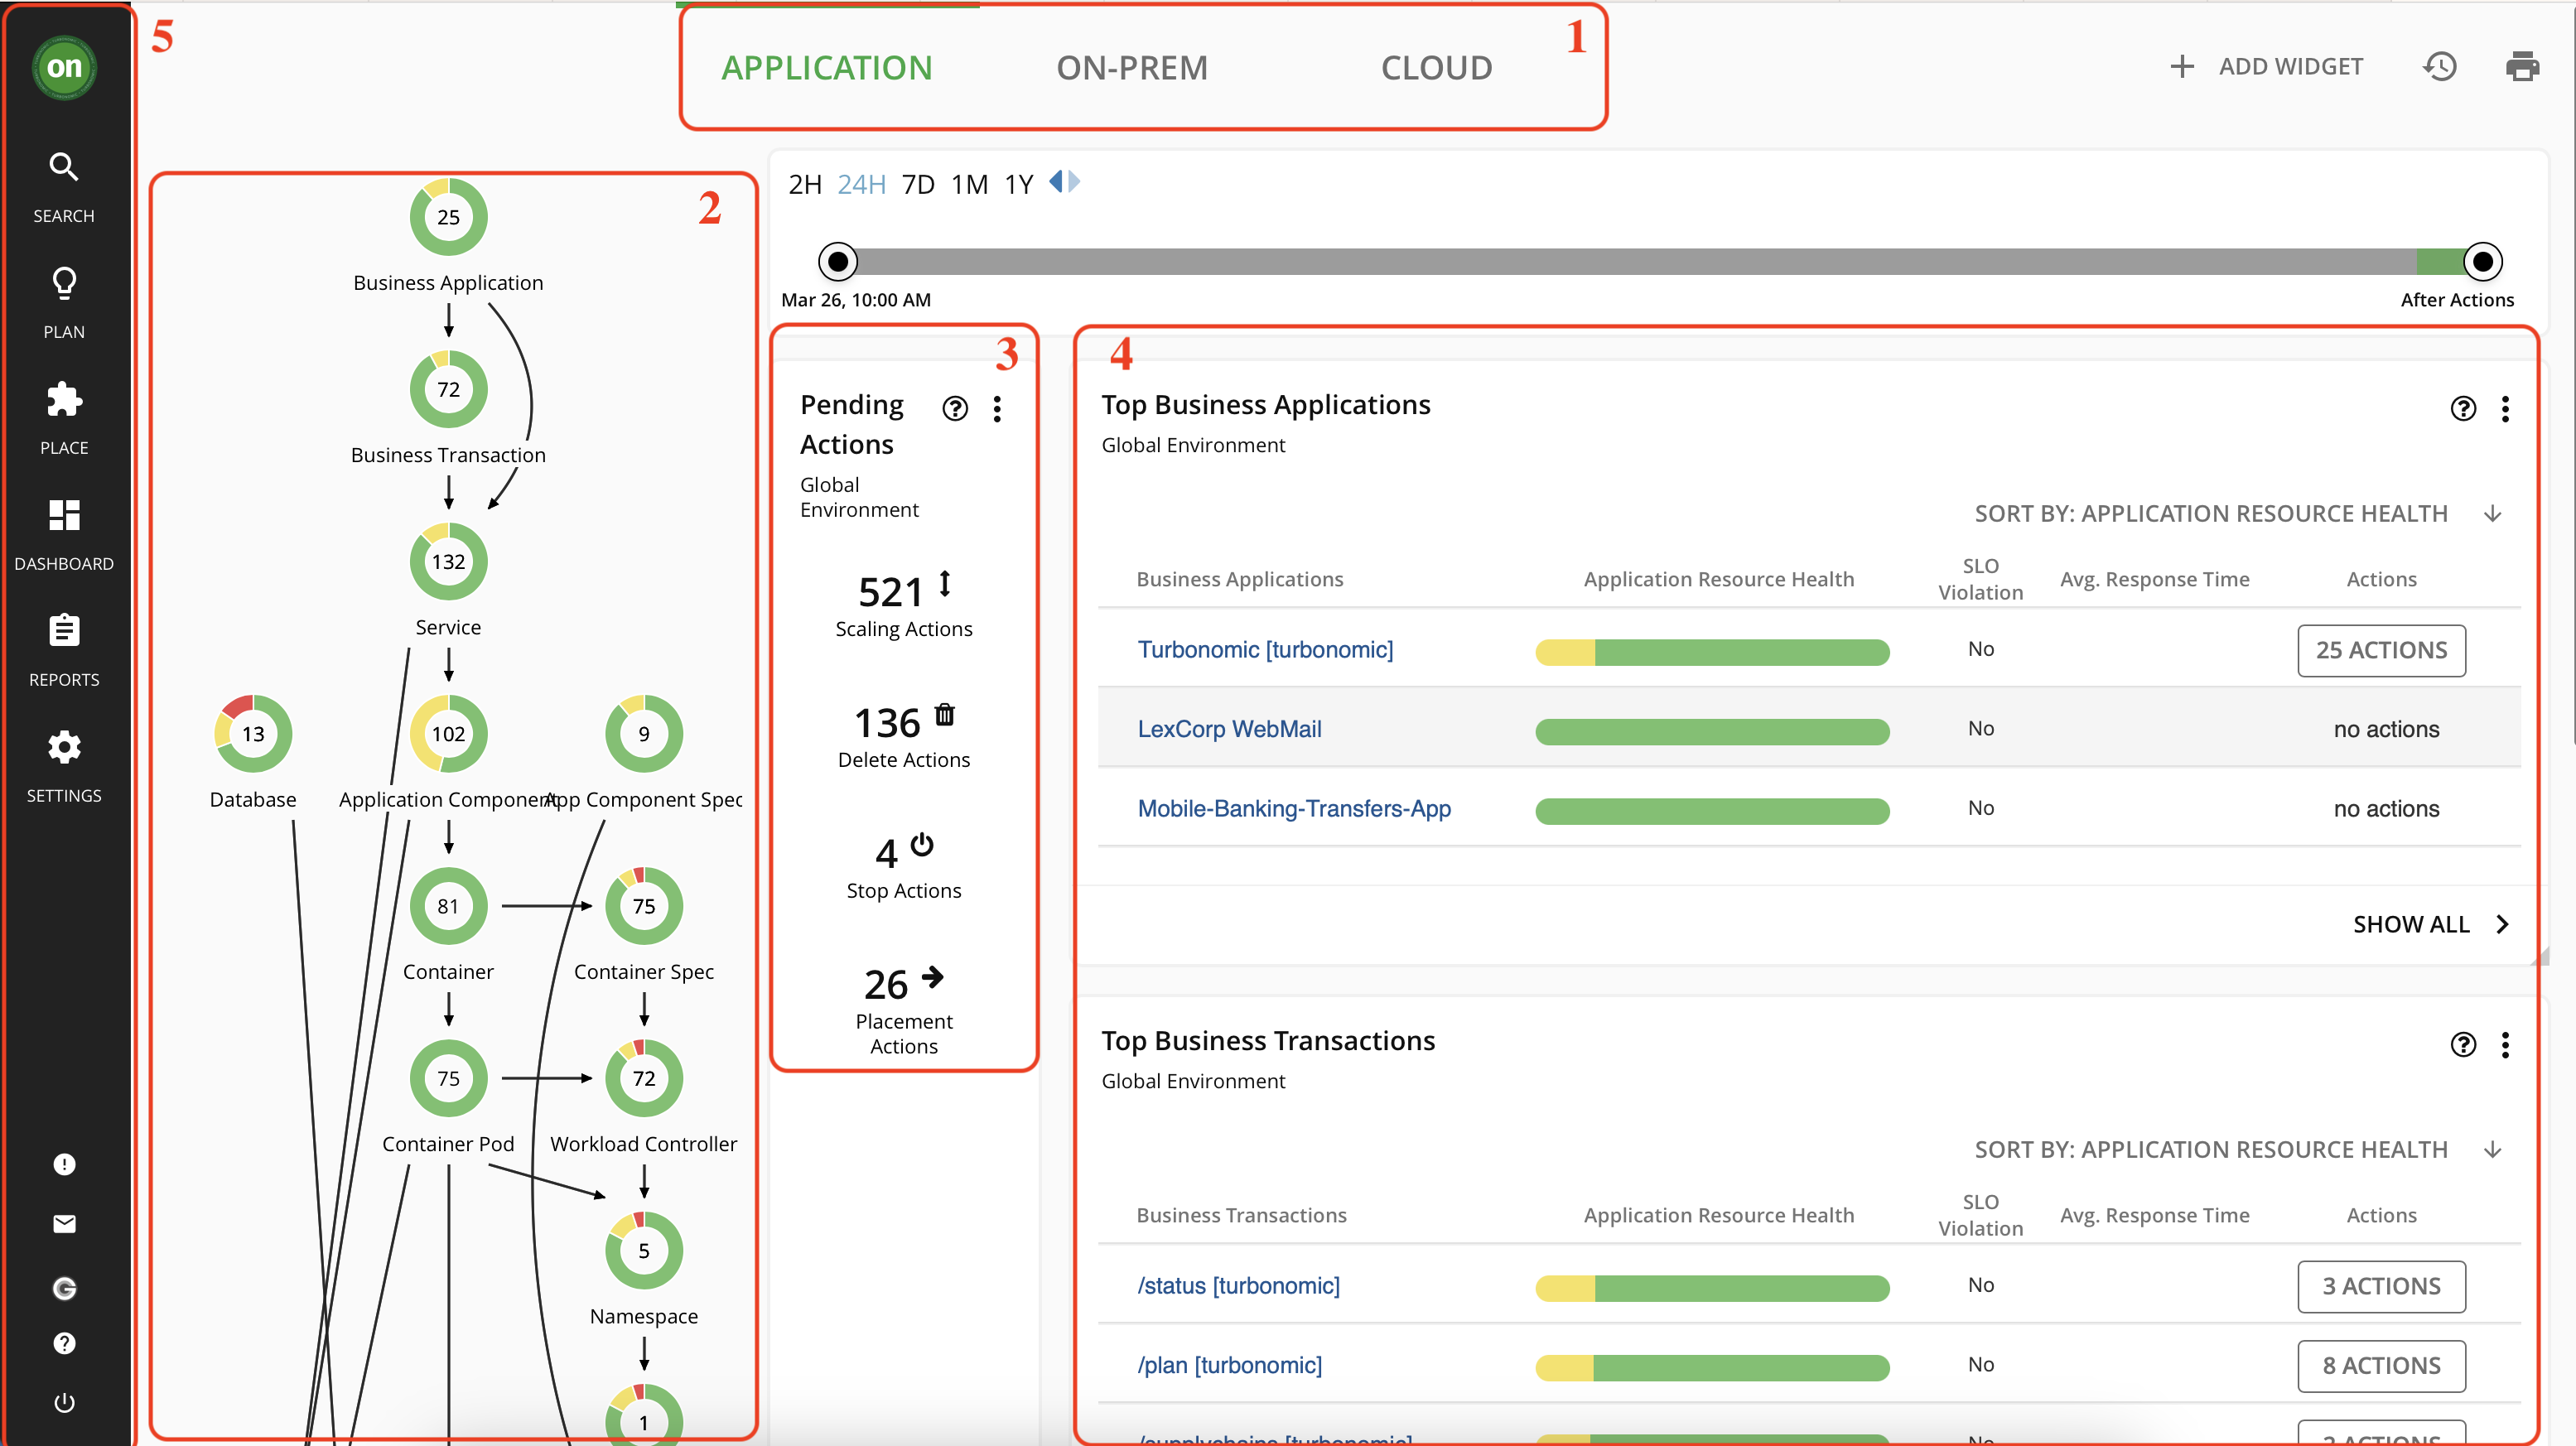 5
on
SEARCH
PLAN
PLACE
DASHBOARD
REPORTS
SETTINGS
1
APPLICATION
ON-PREM
CLOUD
ADD WIDGET
2
25
Business Application
72
Business Transaction
132
Service
13
Database
102
Application Component
9
App Component Spec
81
Container
75
Container Spec
75
Container Pod
72
Workload Controller
5
Namespace
1
2H 24H 7D 1M 1Y
Mar 26, 10:00 AM
After Actions
3
Pending
Actions
Global
Environment
521
Scaling Actions
136
Delete Actions
4
Stop Actions
26
Placement
Actions
4
Top Business Applications
Global Environment
SORT BY: APPLICATION RESOURCE HEALTH
Business Applications Application Resource Health SLO Violation Avg. Response Time Actions
Turbonomic [turbonomic] No 25 ACTIONS
LexCorp WebMail No no actions
Mobile-Banking-Transfers-App No no actions
SHOW ALL
Top Business Transactions
Global Environment
SORT BY: APPLICATION RESOURCE HEALTH
Business Transactions Application Resource Health SLO Violation Avg. Response Time Actions
/status [turbonomic] No 3 ACTIONS
/plan [turbonomic] No 8 ACTIONS
/supplychains [turbonomic] No